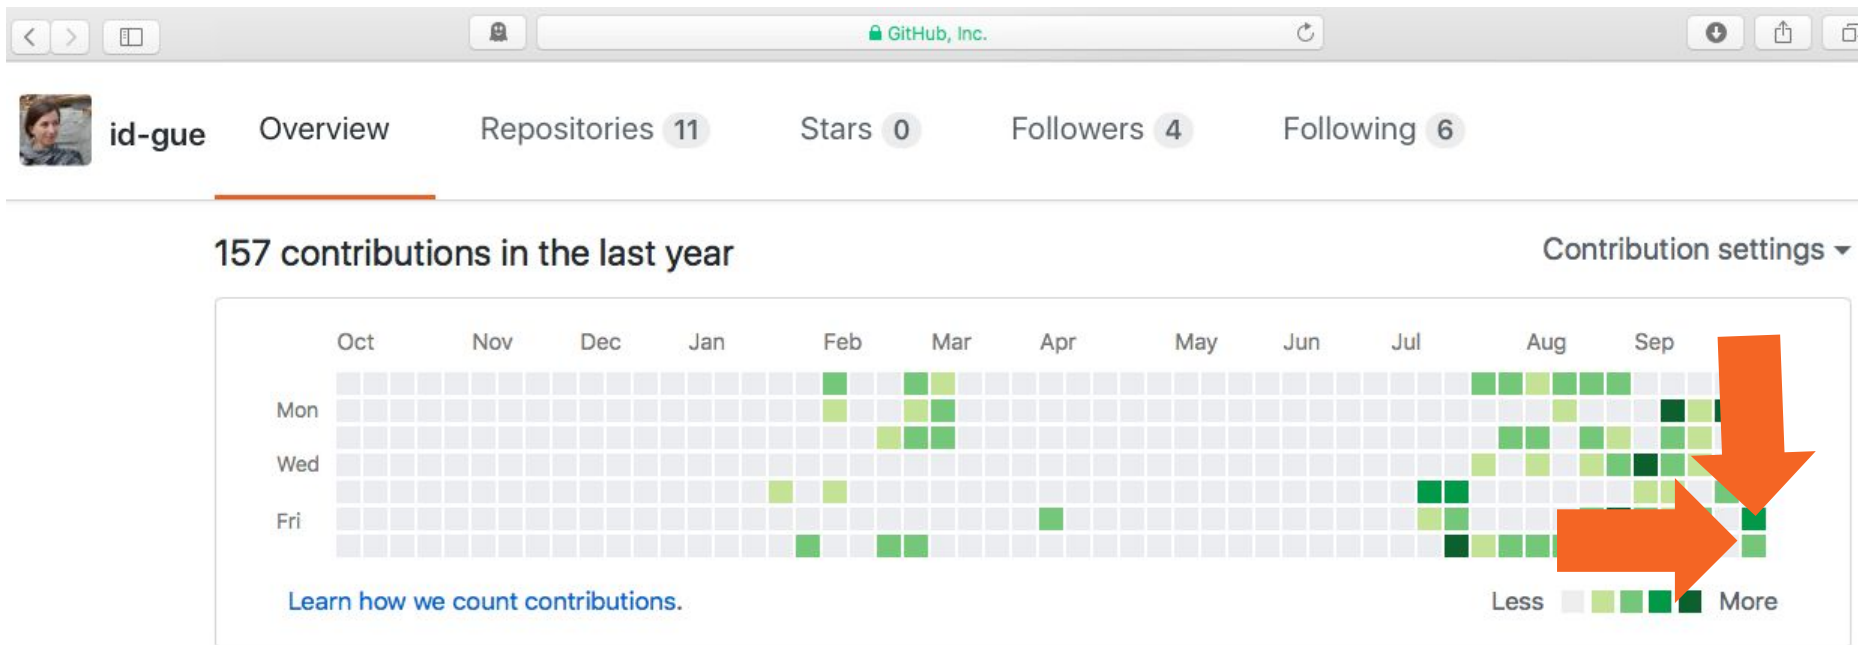 GitHub, Inc.
id-gue Overview Repositories 11 Stars 0 Followers 4 Following 6
157 contributions in the last year
Contribution settings
Oct Nov Dec Jan Feb Mar Apr May Jun Jul Aug Sep
Mon
Wed
Fri
Learn how we count contributions.
Less More